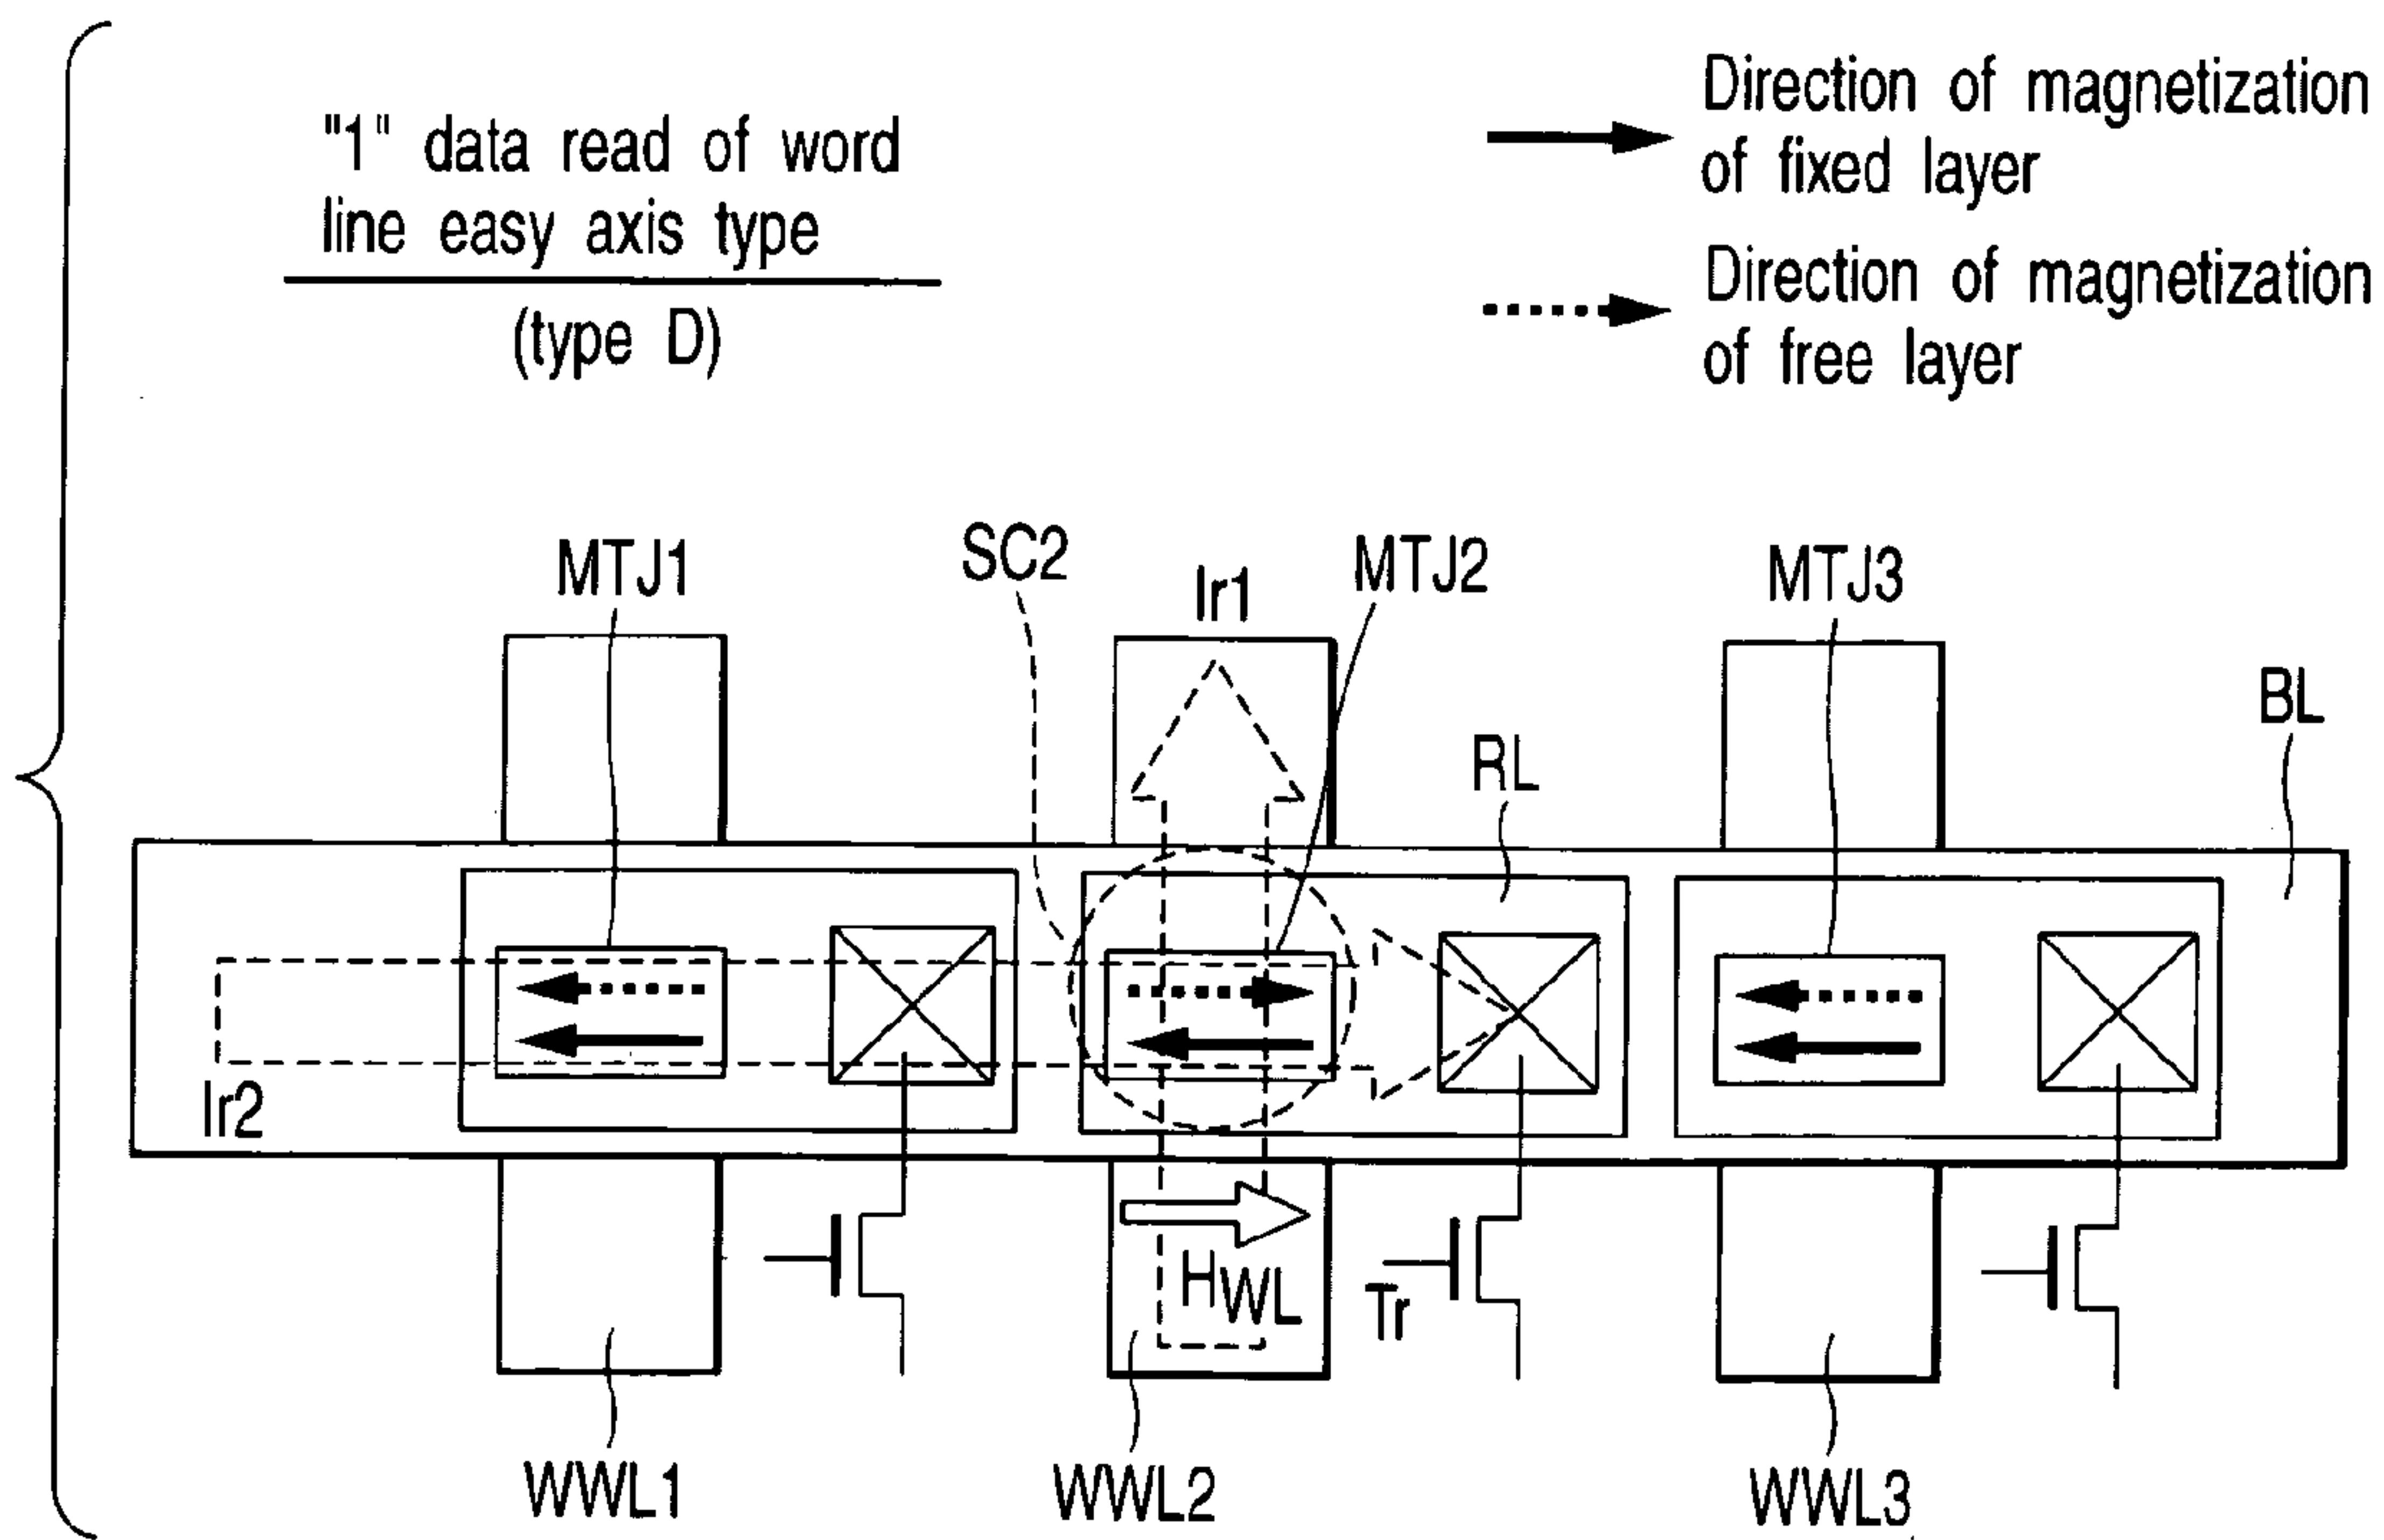 "1" data read of word
line easy axis type
(type D)
Direction of magnetization
of fixed layer
Direction of magnetization
of free layer
MTJ1
SC2
Ir1
MTJ2
MTJ3
RL
BL
Ir2
HWL
Tr
WWL1
WWL2
WWL3